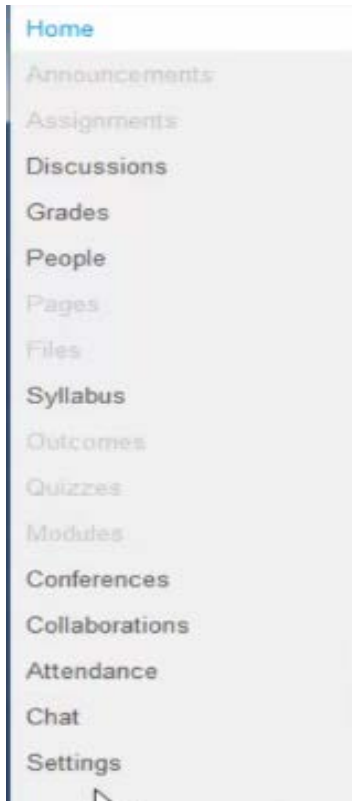 Home
Announcements
Assignments
Discussions
Grades
People
Pages
Files
Syllabus
Outcomes
Quizzes
Modules
Conferences
Collaborations
Attendance
Chat
Settings